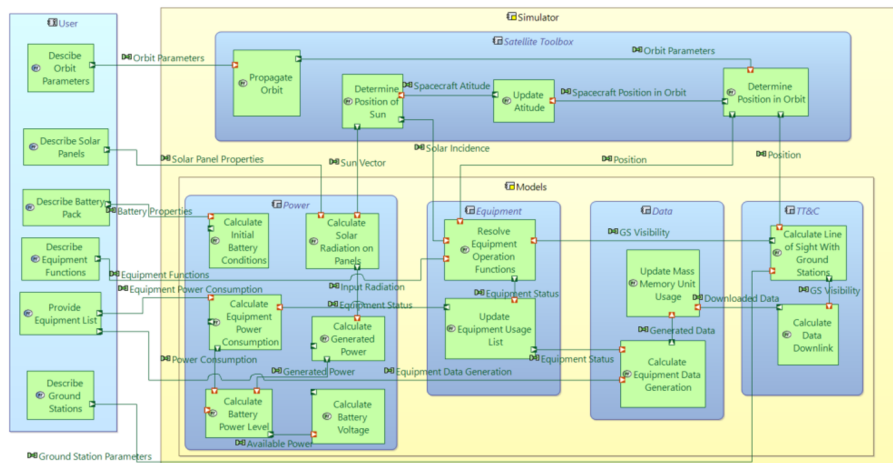 User
Simulator
Satellite Toolbox
Descibe
Orbit
Parameters
Orbit Parameters
Propagate
Orbit
Orbit Parameters
Determine
Position of
Sun
Spacecraft Atitude
Update
Atitude
Spacecraft Position in Orbit
Determine
Position in Orbit
Describe Solar
Panels
Solar Panel Properties
Sun Vector
Solar Incidence
Position
Position
Models
Power
Equipment
Data
TT&C
Describe Battery
Pack
Battery Properties
Calculate
Initial
Battery
Conditions
Calculate
Solar
Radiation on
Panels
Resolve
Equipment
Operation
Functions
GS Visibility
Calculate Line
of Sight With
Ground
Stations
Describe
Equipment
Functions
Equipment Functions
Input Radiation
Update Mass
Memory Unit
Usage
Equipment Power Consumption
Equipment Status
Equipment Status
Downloaded Data
GS Visibility
Provide
Equipment List
Calculate
Equipment
Power
Consumption
Calculate
Generated
Power
Update
Equipment Usage
List
Generated Data
Calculate
Data
Downlink
Power Consumption
Generated Power
Equipment Data Generation
Equipment Status
Calculate
Equipment Data
Generation
Describe
Ground
Stations
Calculate
Battery
Power Level
Calculate
Battery
Voltage
Available Power
Ground Station Parameters